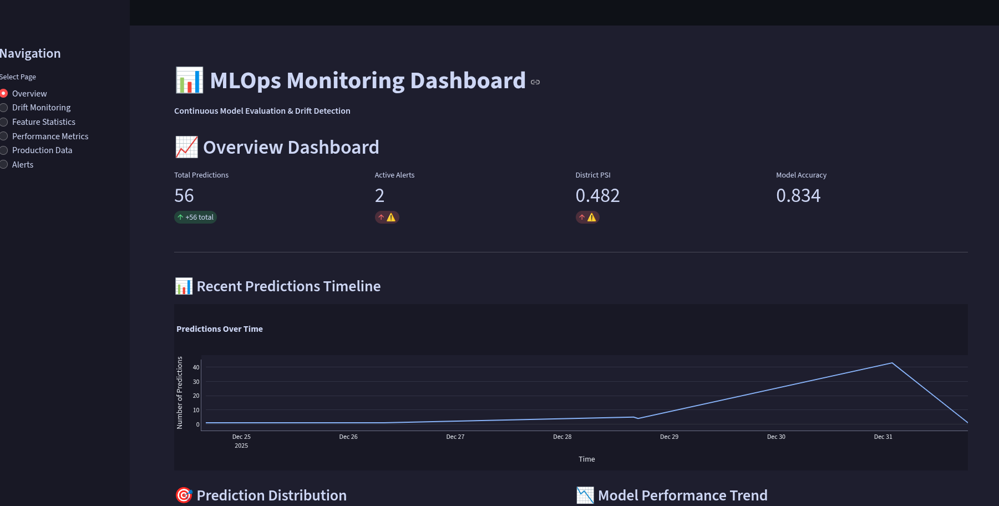 Navigation
Select Page
Overview
Drift Monitoring
Feature Statistics
Performance Metrics
Production Data
Alerts
MLOps Monitoring Dashboard
Continuous Model Evaluation & Drift Detection
Overview Dashboard
Total Predictions
56
+56 total
Active Alerts
2
District PSI
0.482
Model Accuracy
0.834
Recent Predictions Timeline
Predictions Over Time
Number of Predictions
40
30
20
10
0
Dec 25
2025
Dec 26
Dec 27
Dec 28
Dec 29
Dec 30
Dec 31
Time
Prediction Distribution
Model Performance Trend